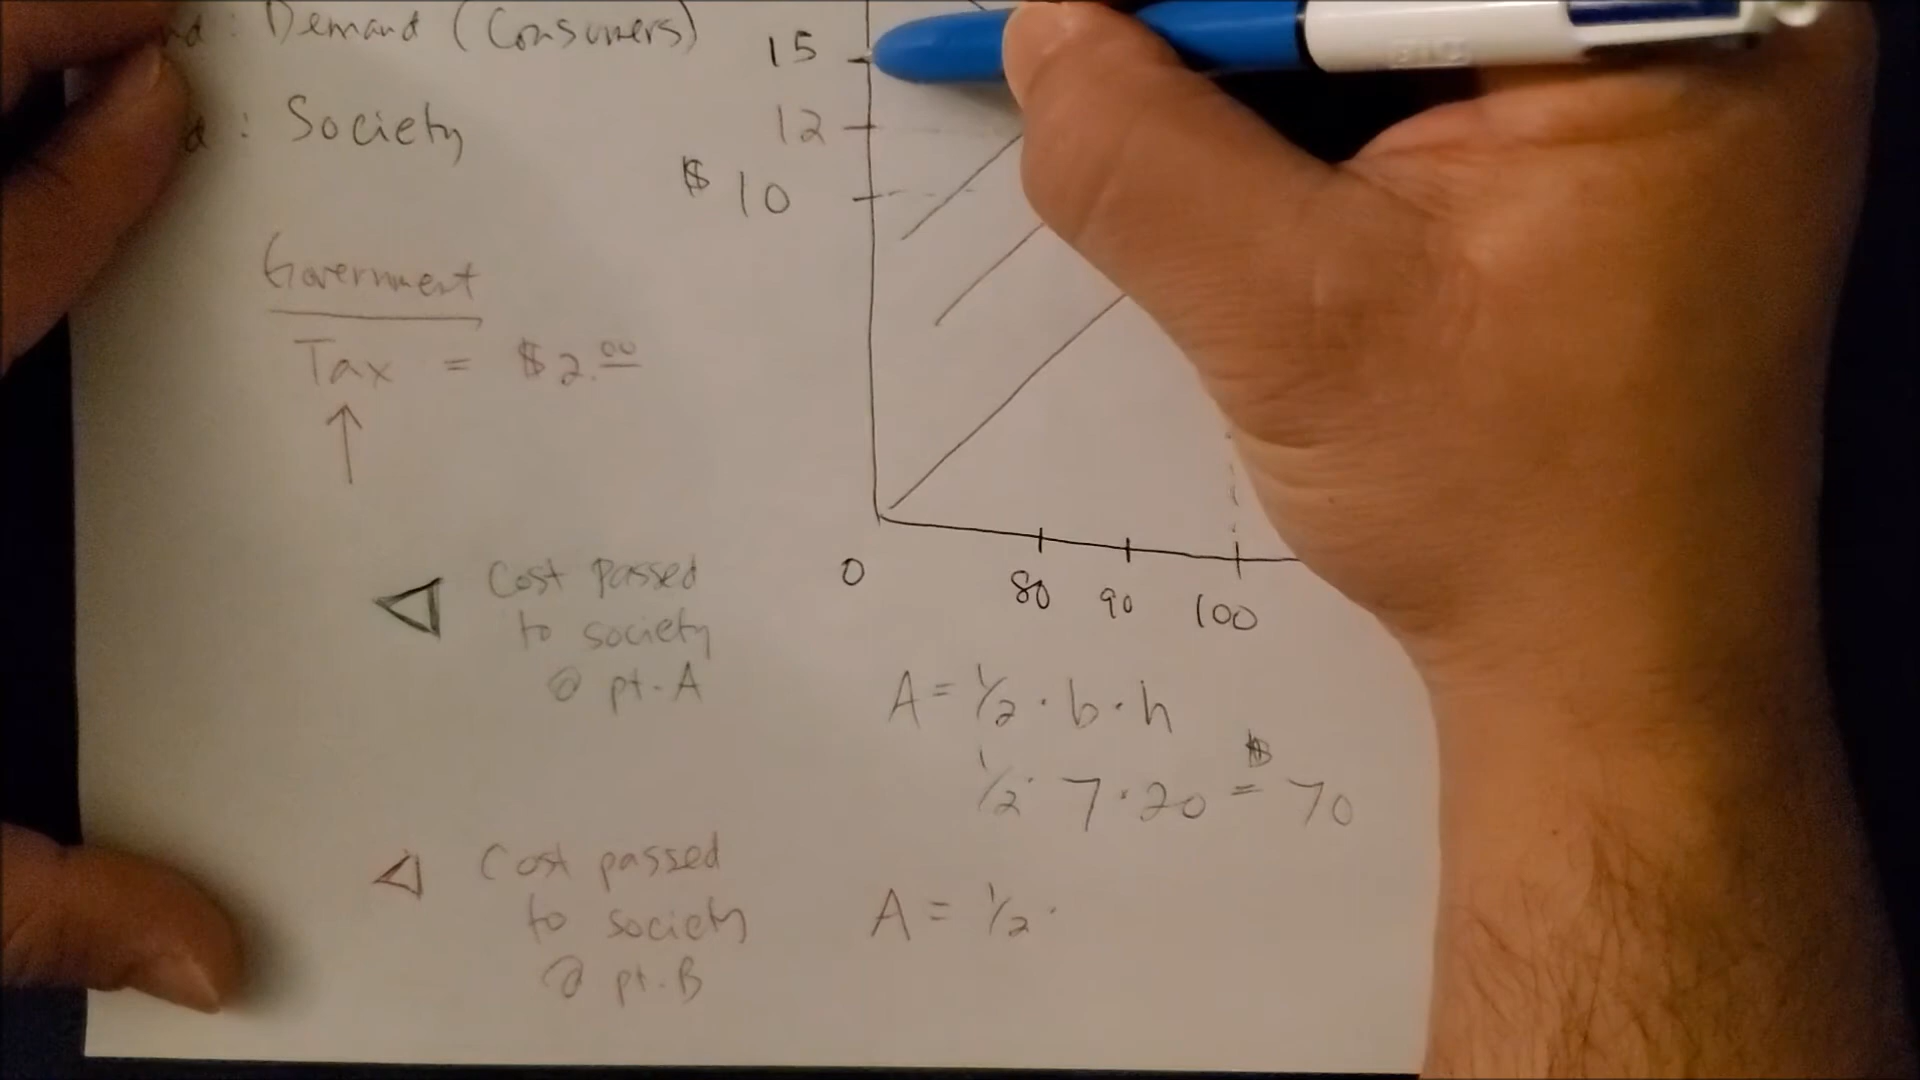 : Demand (Consumers)
: Society
15
12
$ 10
Government
Tax = $2.00
Cost passed
to society
@ pt. A
0
80 90 100
A = 1/2 · b · h
1/2 · 7 · 20 = $ 70
Cost passed
to society
@ pt. B
A = 1/2 ·
BIC